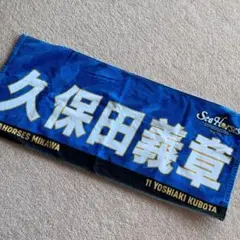 SeaHorses
久保田義章
HORSES MIKAWA
11 YOSHIAKI KUBOTA